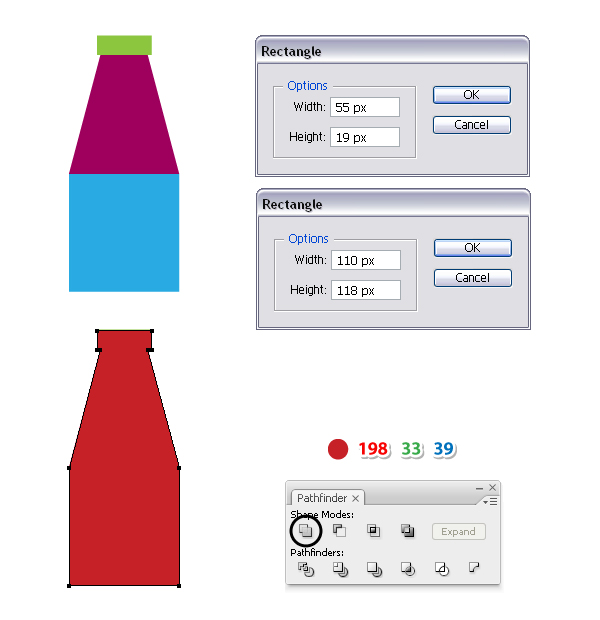 Rectangle
Options
Width: 55 px
OK
Height: 19 px
Cancel
Rectangle
Options
Width: 110 px
OK
Height: 118 px
Cancel
198 33 39
Pathfinder
Shape Modes:
Expand
Pathfinders: